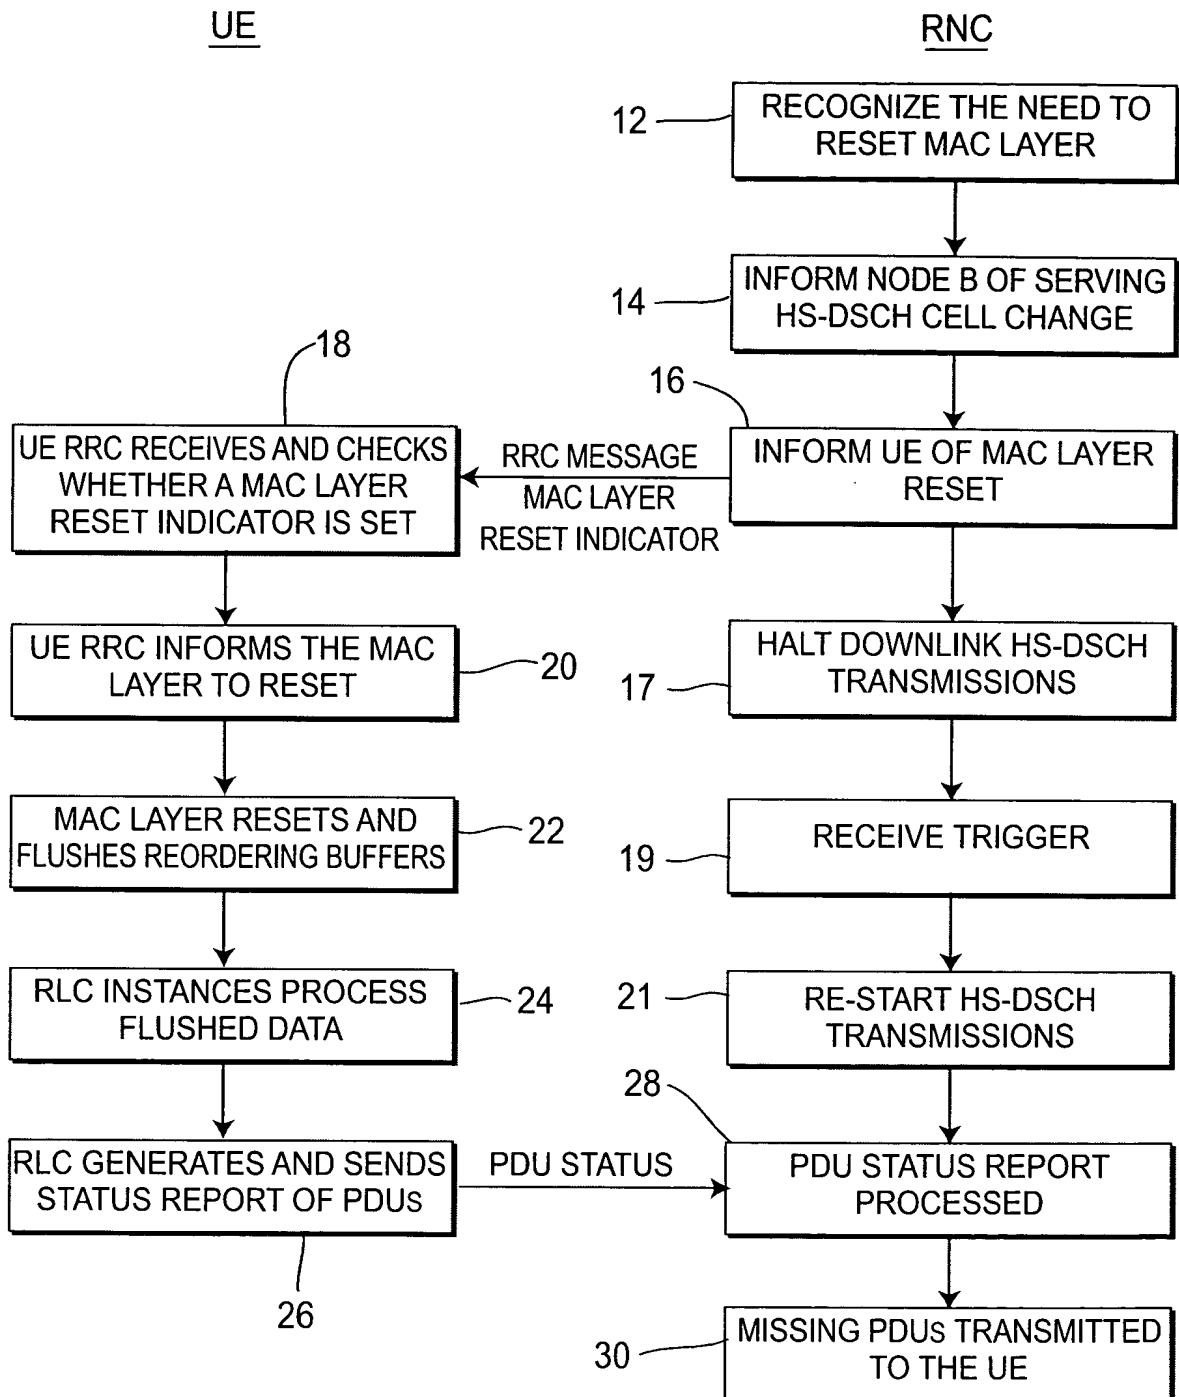 UE
RNC
12
RECOGNIZE THE NEED TO
RESET MAC LAYER
14
INFORM NODE B OF SERVING
HS-DSCH CELL CHANGE
18
16
UE RRC RECEIVES AND CHECKS
WHETHER A MAC LAYER
RESET INDICATOR IS SET
RRC MESSAGE
MAC LAYER
RESET INDICATOR
INFORM UE OF MAC LAYER
RESET
UE RRC INFORMS THE MAC
LAYER TO RESET
20
17
HALT DOWNLINK HS-DSCH
TRANSMISSIONS
MAC LAYER RESETS AND
FLUSHES REORDERING BUFFERS
22
19
RECEIVE TRIGGER
RLC INSTANCES PROCESS
FLUSHED DATA
24
21
RE-START HS-DSCH
TRANSMISSIONS
28
RLC GENERATES AND SENDS
STATUS REPORT OF PDUs
26
PDU STATUS
PDU STATUS REPORT
PROCESSED
30
MISSING PDUs TRANSMITTED
TO THE UE